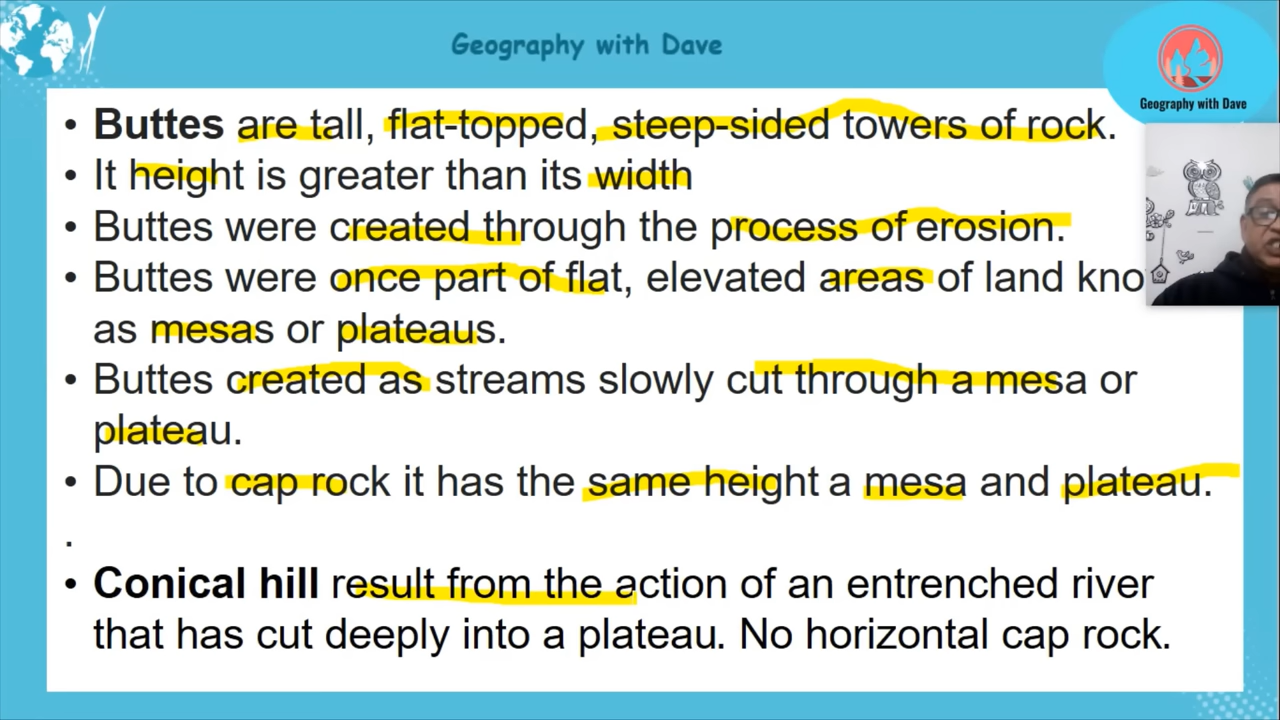 Geography with Dave
Geography with Dave
• Buttes are tall, flat-topped, steep-sided towers of rock.
• It height is greater than its width
• Buttes were created through the process of erosion.
• Buttes were once part of flat, elevated areas of land
as mesas or plateaus.
• Buttes created as streams slowly cut through a mesa or
plateau.
• Due to cap rock it has the same height a mesa and plateau.
.
• Conical hill result from the action of an entrenched river
that has cut deeply into a plateau. No horizontal cap rock.